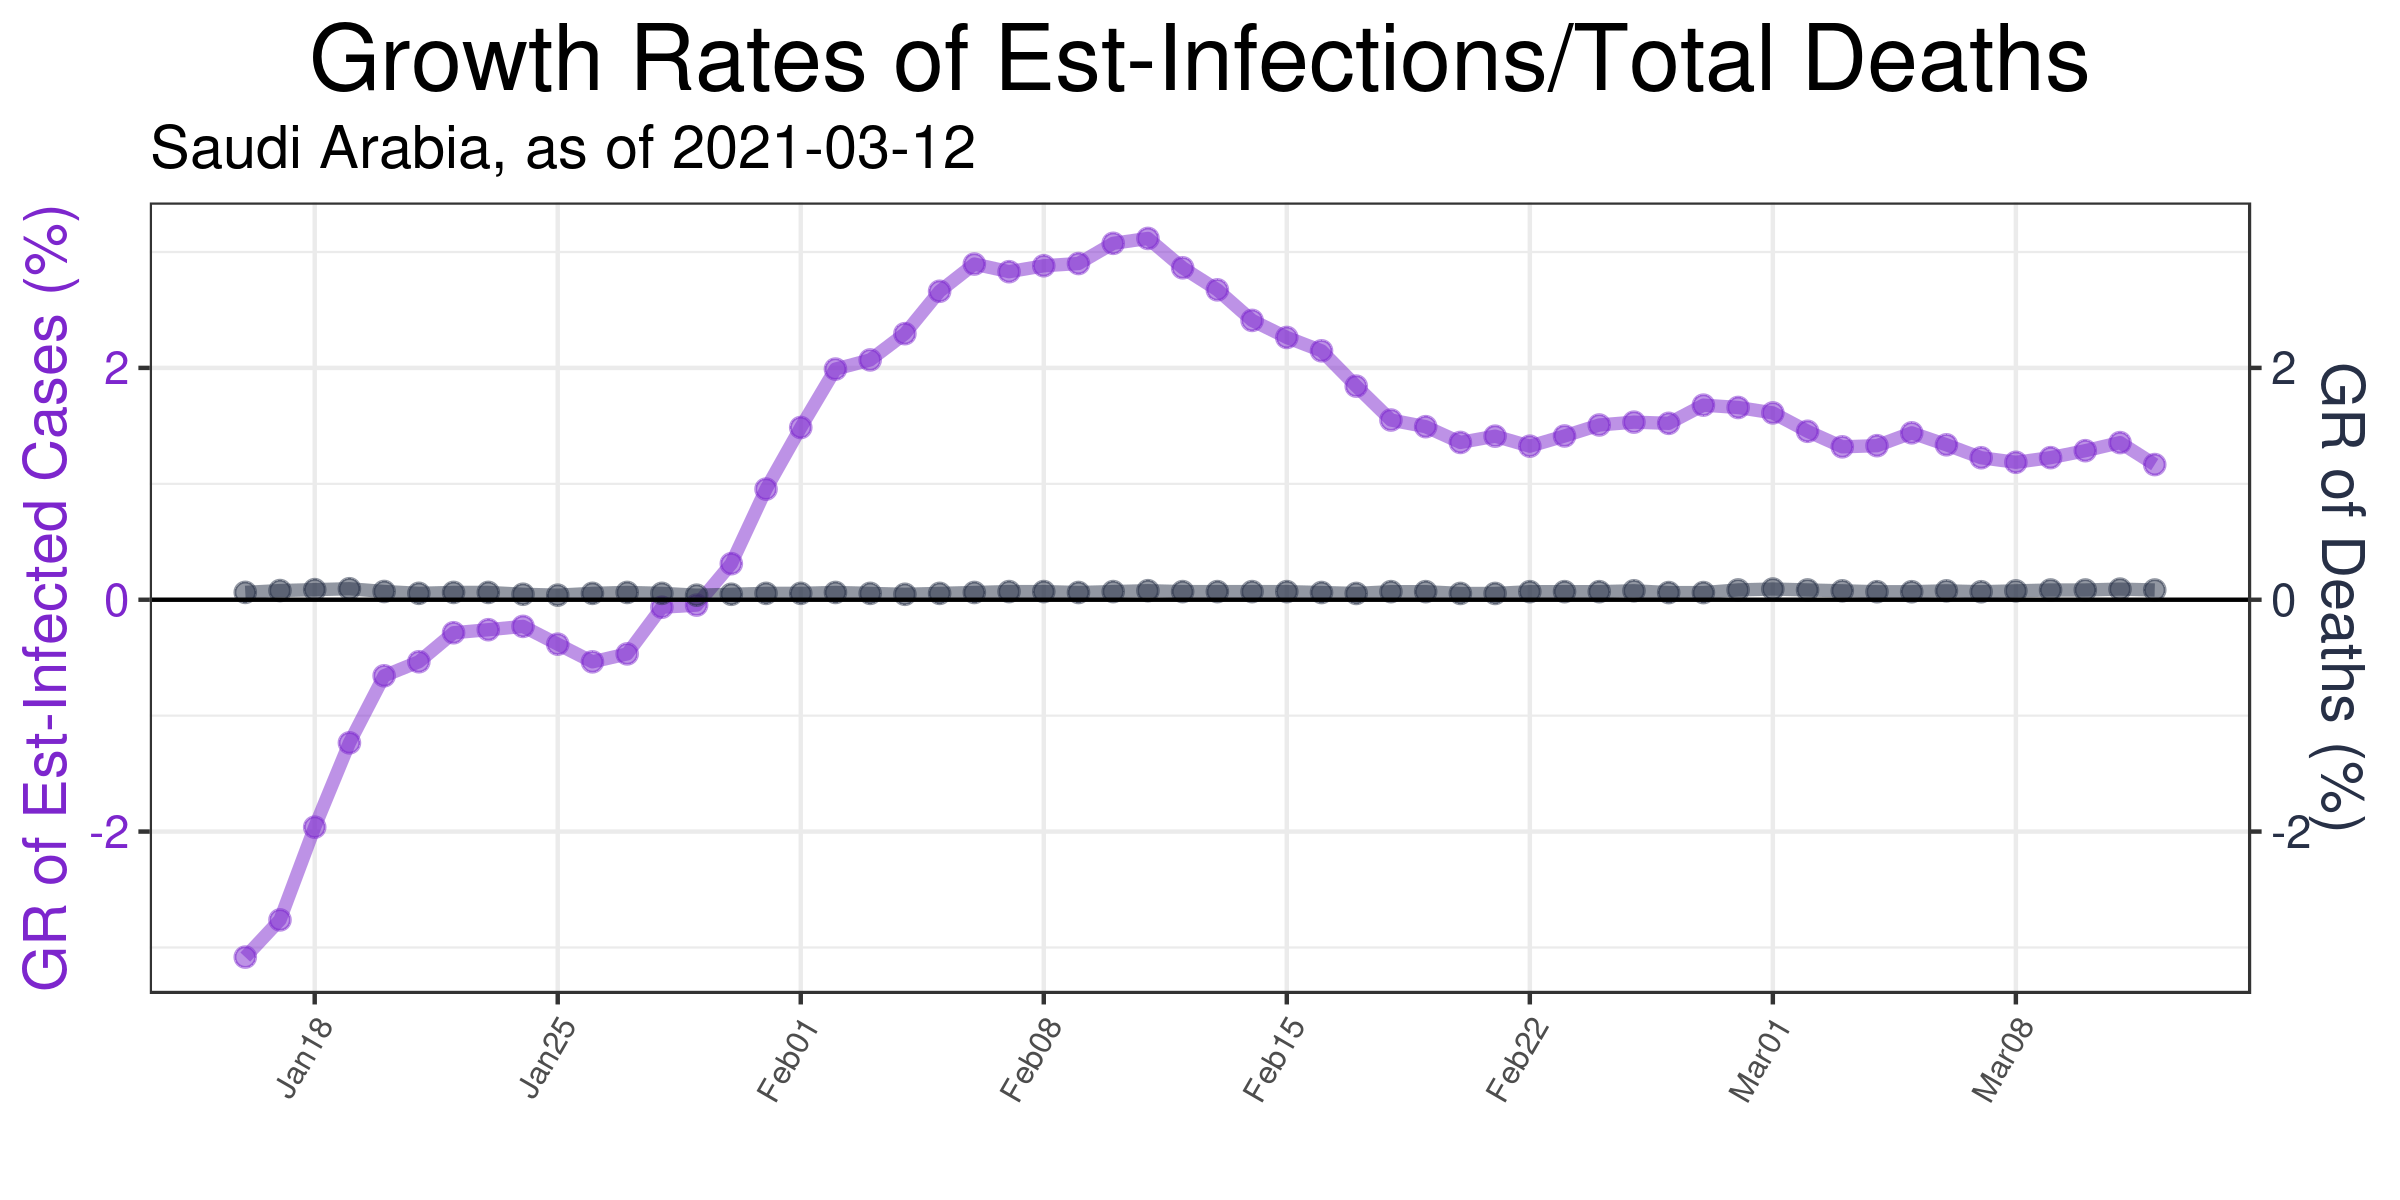 Growth Rates of Est-Infections/Total Deaths
Saudi Arabia, as of 2021-03-12
GR of Est-Infected Cases (%)
2
0
-2
2
0
-2
GR of Deaths (%)
Jan18
Jan25
Feb01
Feb08
Feb15
Feb22
Mar01
Mar08